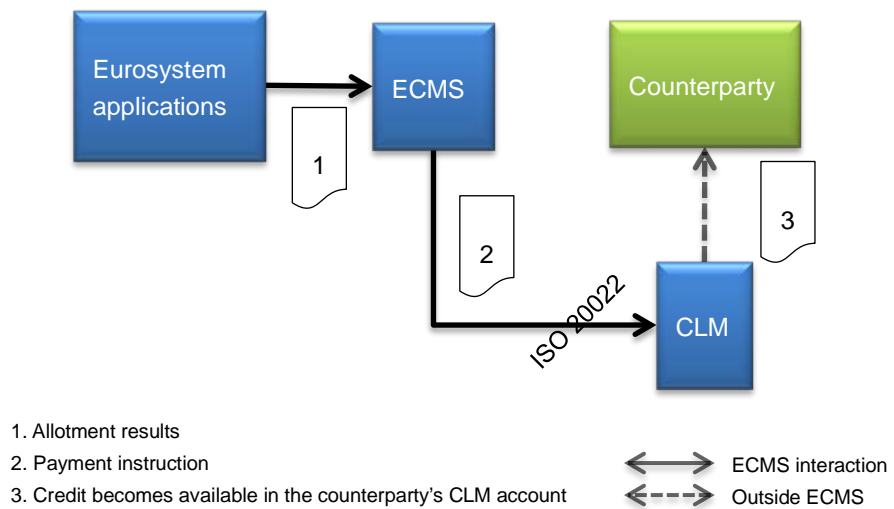 Eurosystem
applications
ECMS
Counterparty
1
2
3
ISO 20022
CLM
1. Allotment results
2. Payment instruction
3. Credit becomes available in the counterparty's CLM account
ECMS interaction
Outside ECMS